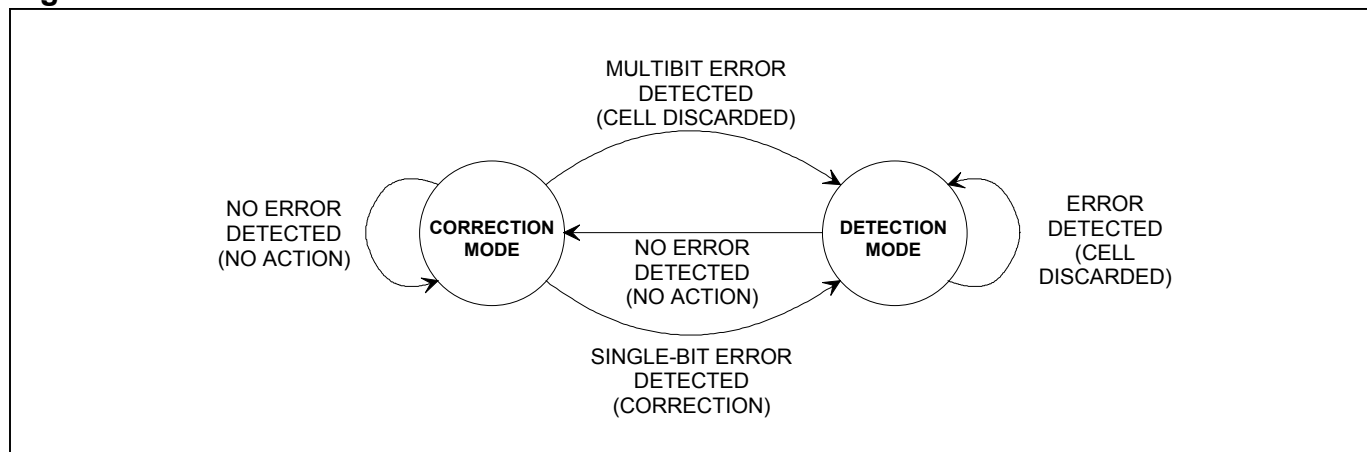 MULTIBIT ERROR
DETECTED
(CELL DISCARDED)
NO ERROR
DETECTED
(NO ACTION)
CORRECTION
MODE
NO ERROR
DETECTED
(NO ACTION)
DETECTION
MODE
ERROR
DETECTED
(CELL
DISCARDED)
SINGLE-BIT ERROR
DETECTED
(CORRECTION)